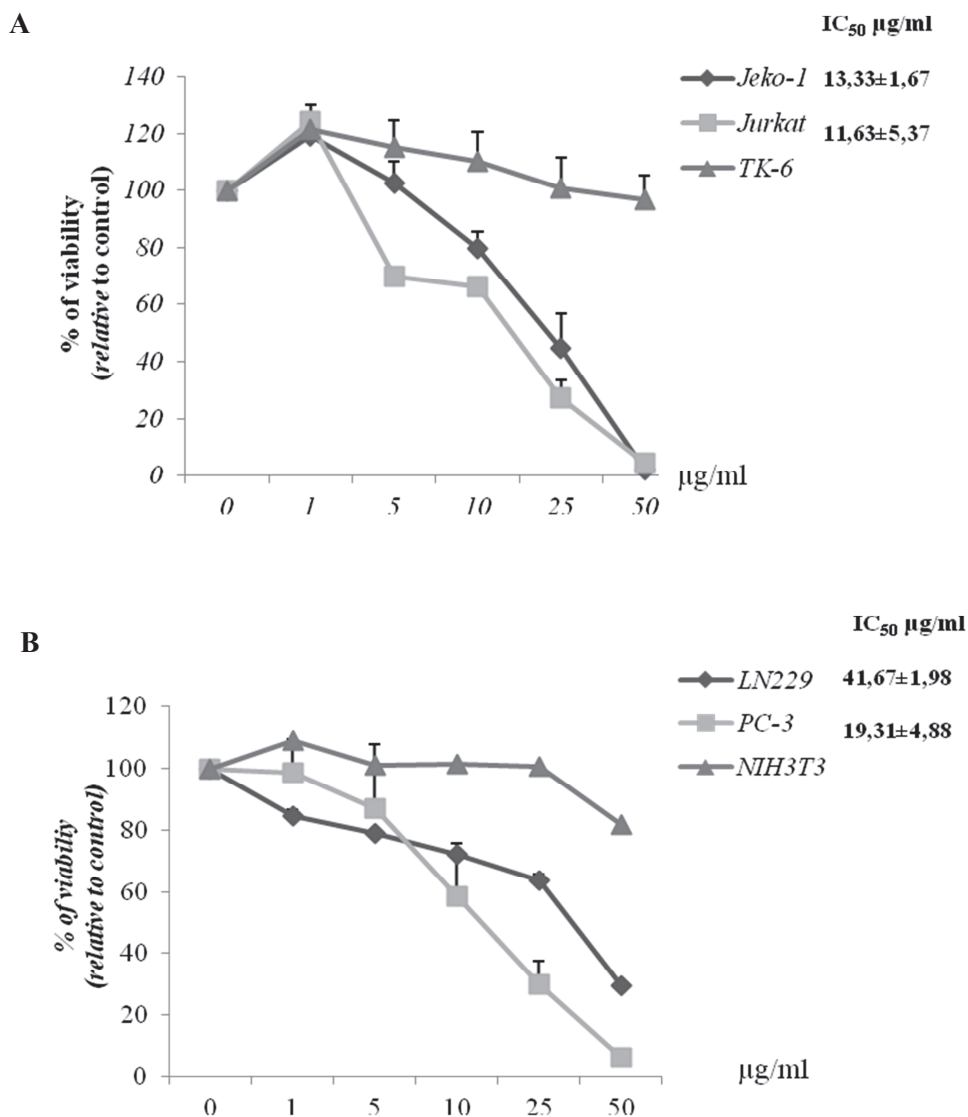 A
IC50 µg/ml
Jeko-1 13,33±1,67
Jurkat 11,63±5,37
TK-6
% of viability
(relative to control)
140
120
100
80
60
40
20
0
0 1 5 10 25 50
µg/ml
B
IC50 µg/ml
LN229 41,67±1,98
PC-3 19,31±4,88
NIH3T3
% of viabiliy
(relative to control)
120
100
80
60
40
20
0
µg/ml
0 1 5 10 25 50